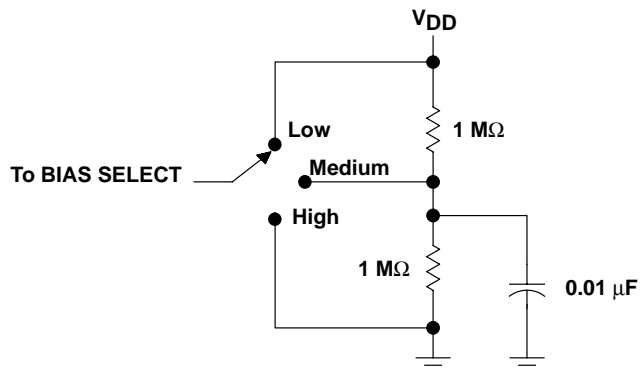 VDD
Low
1 MΩ
To BIAS SELECT
Medium
High
1 MΩ
0.01 μF